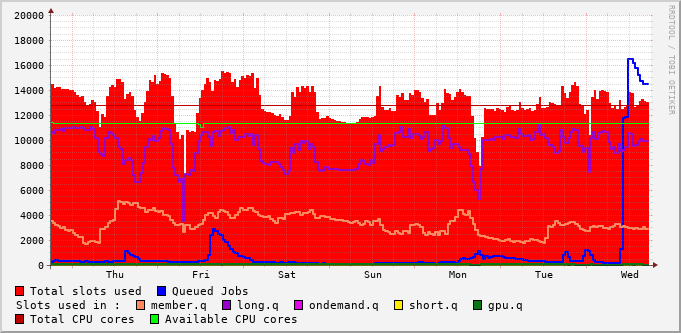 20000
18000
16000
14000
12000
10000
8000
6000
4000
2000
0
Thu Fri Sat Sun Mon Tue Wed
Total slots used Queued Jobs
Slots used in : member.q long.q ondemand.q short.q gpu.q
Total CPU cores Available CPU cores
RRDTOOL / TOBI OETIKER